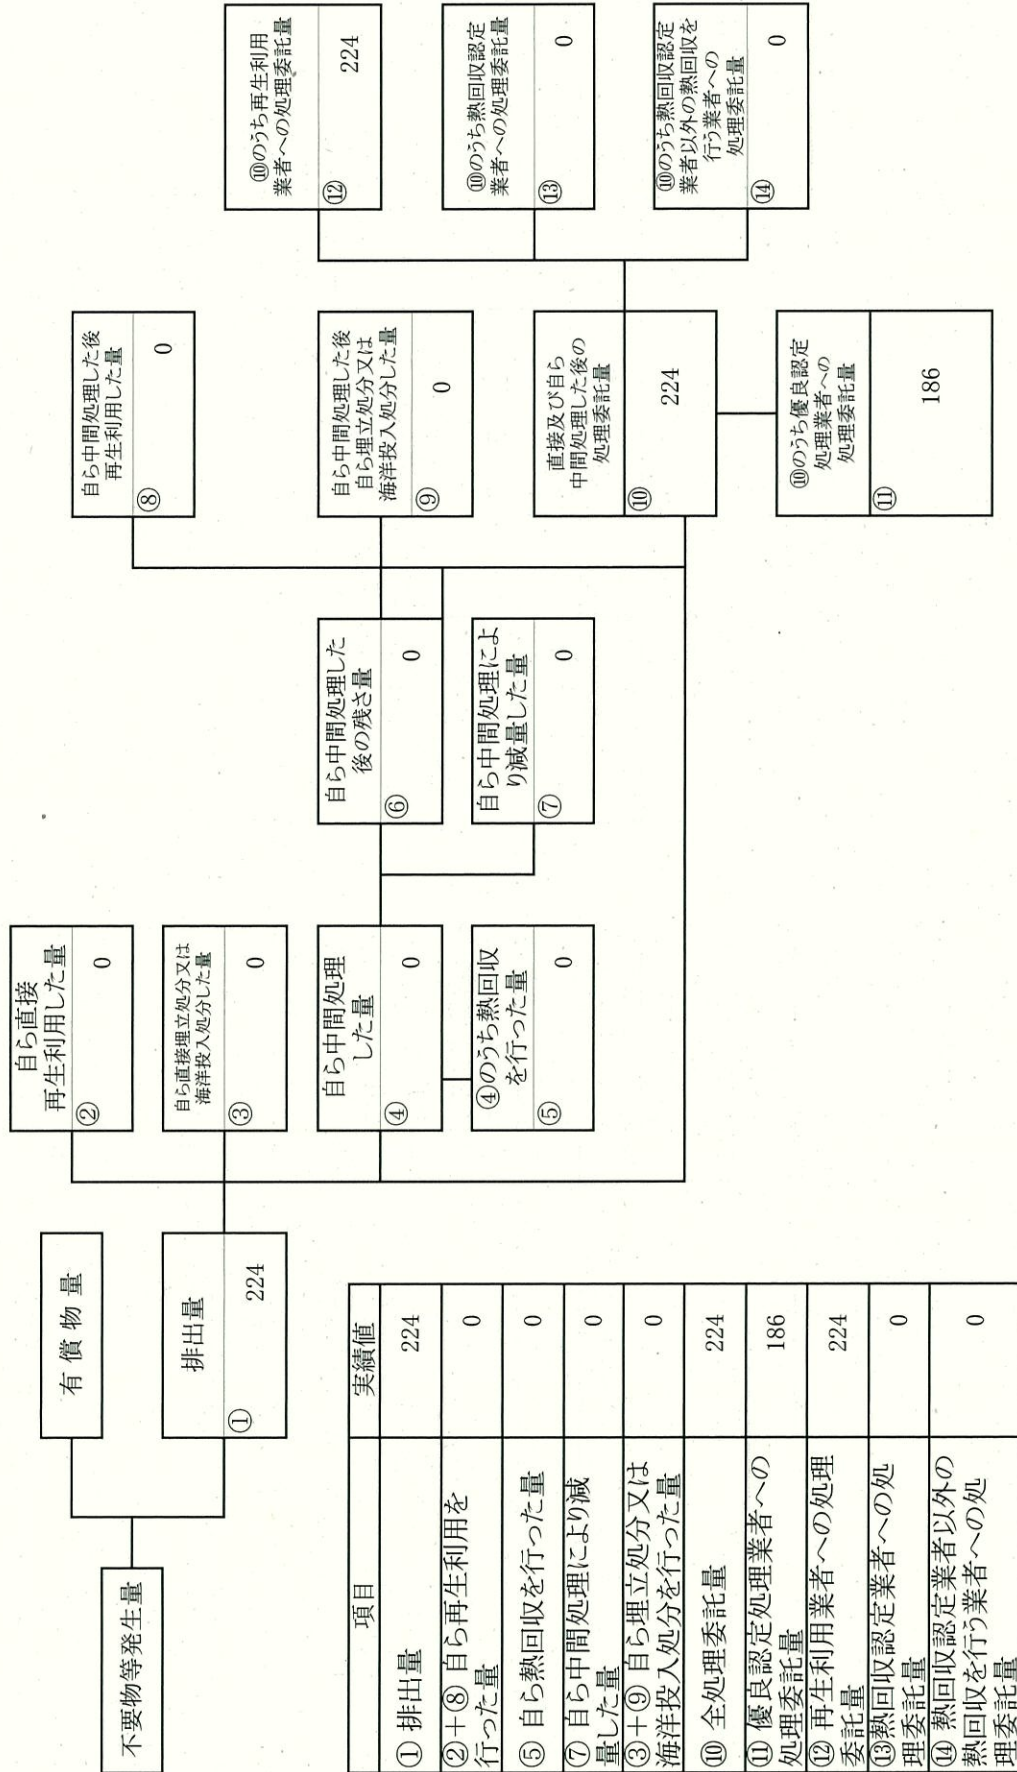 不要物等発生量
有償物量
排出量
①
224
自ら直接
再生利用した量
②
0
自ら直接埋立処分又は
海洋投入処分した量
③
0
自ら中間処理
した量
④
0
④のうち熱回収
を行った量
⑤
0
自ら中間処理した
後の残さ量
⑥
0
自ら中間処理によ
り減量した量
⑦
0
自ら中間処理した後
再生利用した量
⑧
0
自ら中間処理した後
自ら埋立処分又は
海洋投入処分した量
⑨
0
直接及び自ら
中間処理した後の
処理委託量
⑩
224
⑩のうち優良認定
処理業者への
処理委託量
⑪
186
⑩のうち再生利用
業者への処理委託量
⑫
224
⑩のうち熱回収認定
業者への処理委託量
⑬
0
⑩のうち熱回収認定
業者以外の熱回収を
行う業者への
処理委託量
⑭
0
項目 実績値
① 排出量 224
②+⑧ 自ら再生利用を
行った量 0
⑤ 自ら熱回収を行った量 0
⑦ 自ら中間処理により減
量した量 0
③+⑨ 自ら埋立処分又は
海洋投入処分を行った量 0
⑩ 全処理委託量 224
⑪ 優良認定処理業者への
処理委託量 186
⑫ 再生利用業者への処理
委託量 224
⑬熱回収認定業者への処
理委託量 0
⑭ 熱回収認定業者以外の
熱回収を行う業者への処
理委託量 0